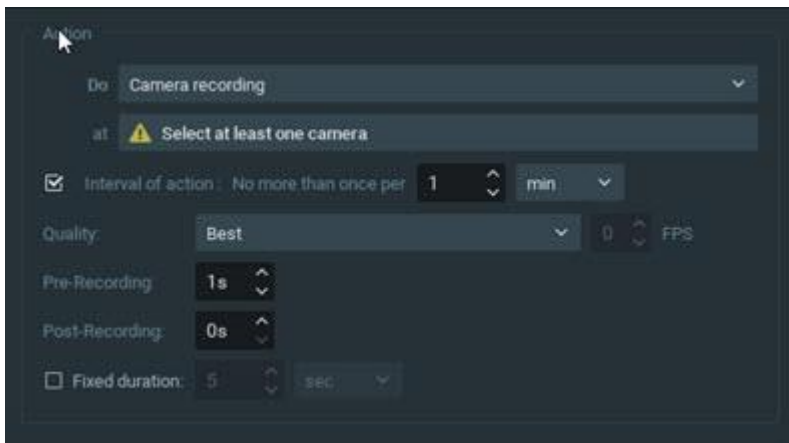 Action
Do Camera recording
at Select at least one camera
Interval of action : No more than once per 1 min
Quality: Best 0 FPS
Pre-Recording 1s
Post-Recording: 0s
Fixed duration: 5 sec